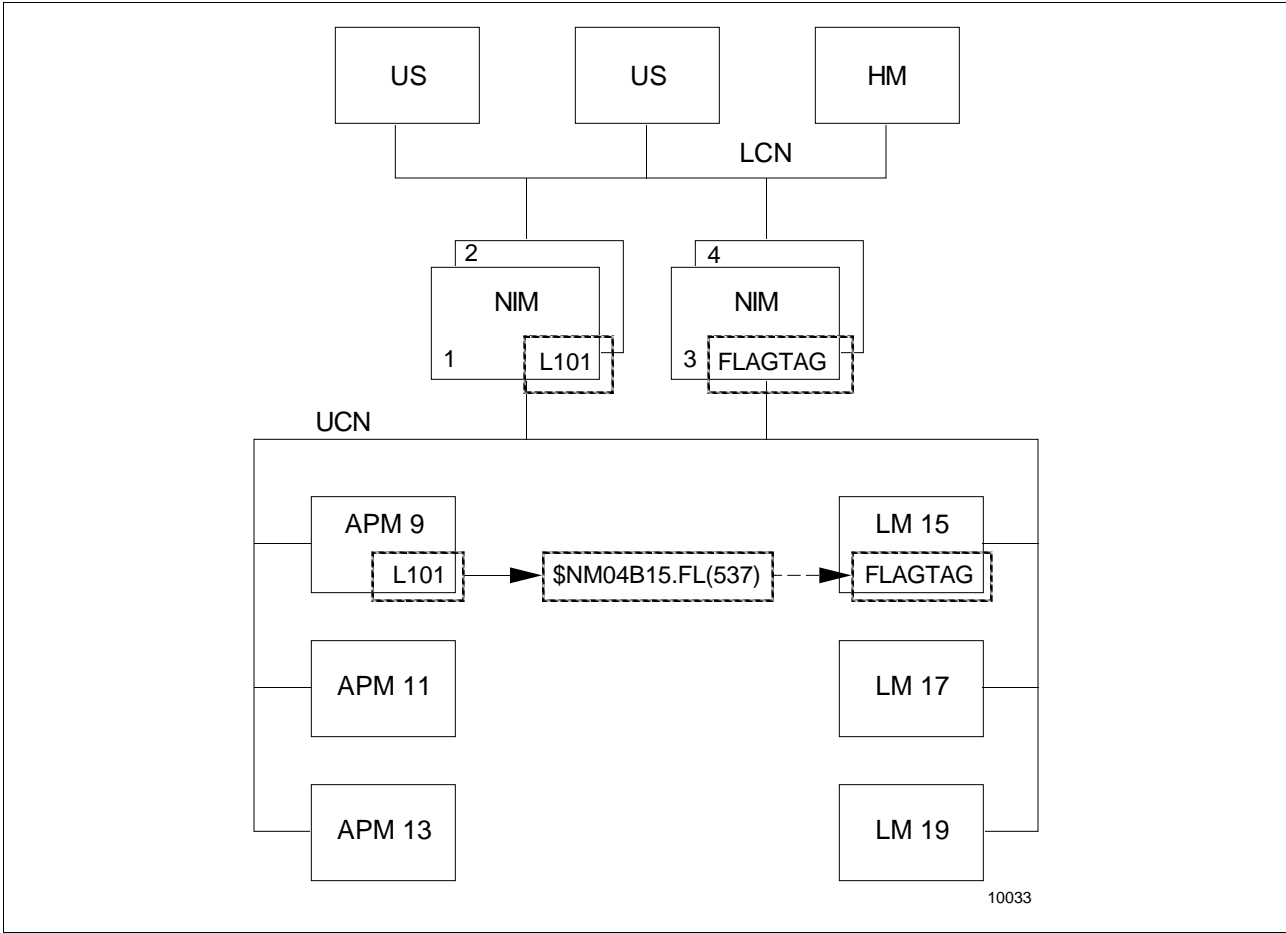 US
US
HM
LCN
2
NIM
1
L101
4
NIM
3
FLAGTAG
UCN
APM 9
L101
$NM04B15.FL(537)
LM 15
FLAGTAG
APM 11
LM 17
APM 13
LM 19
10033